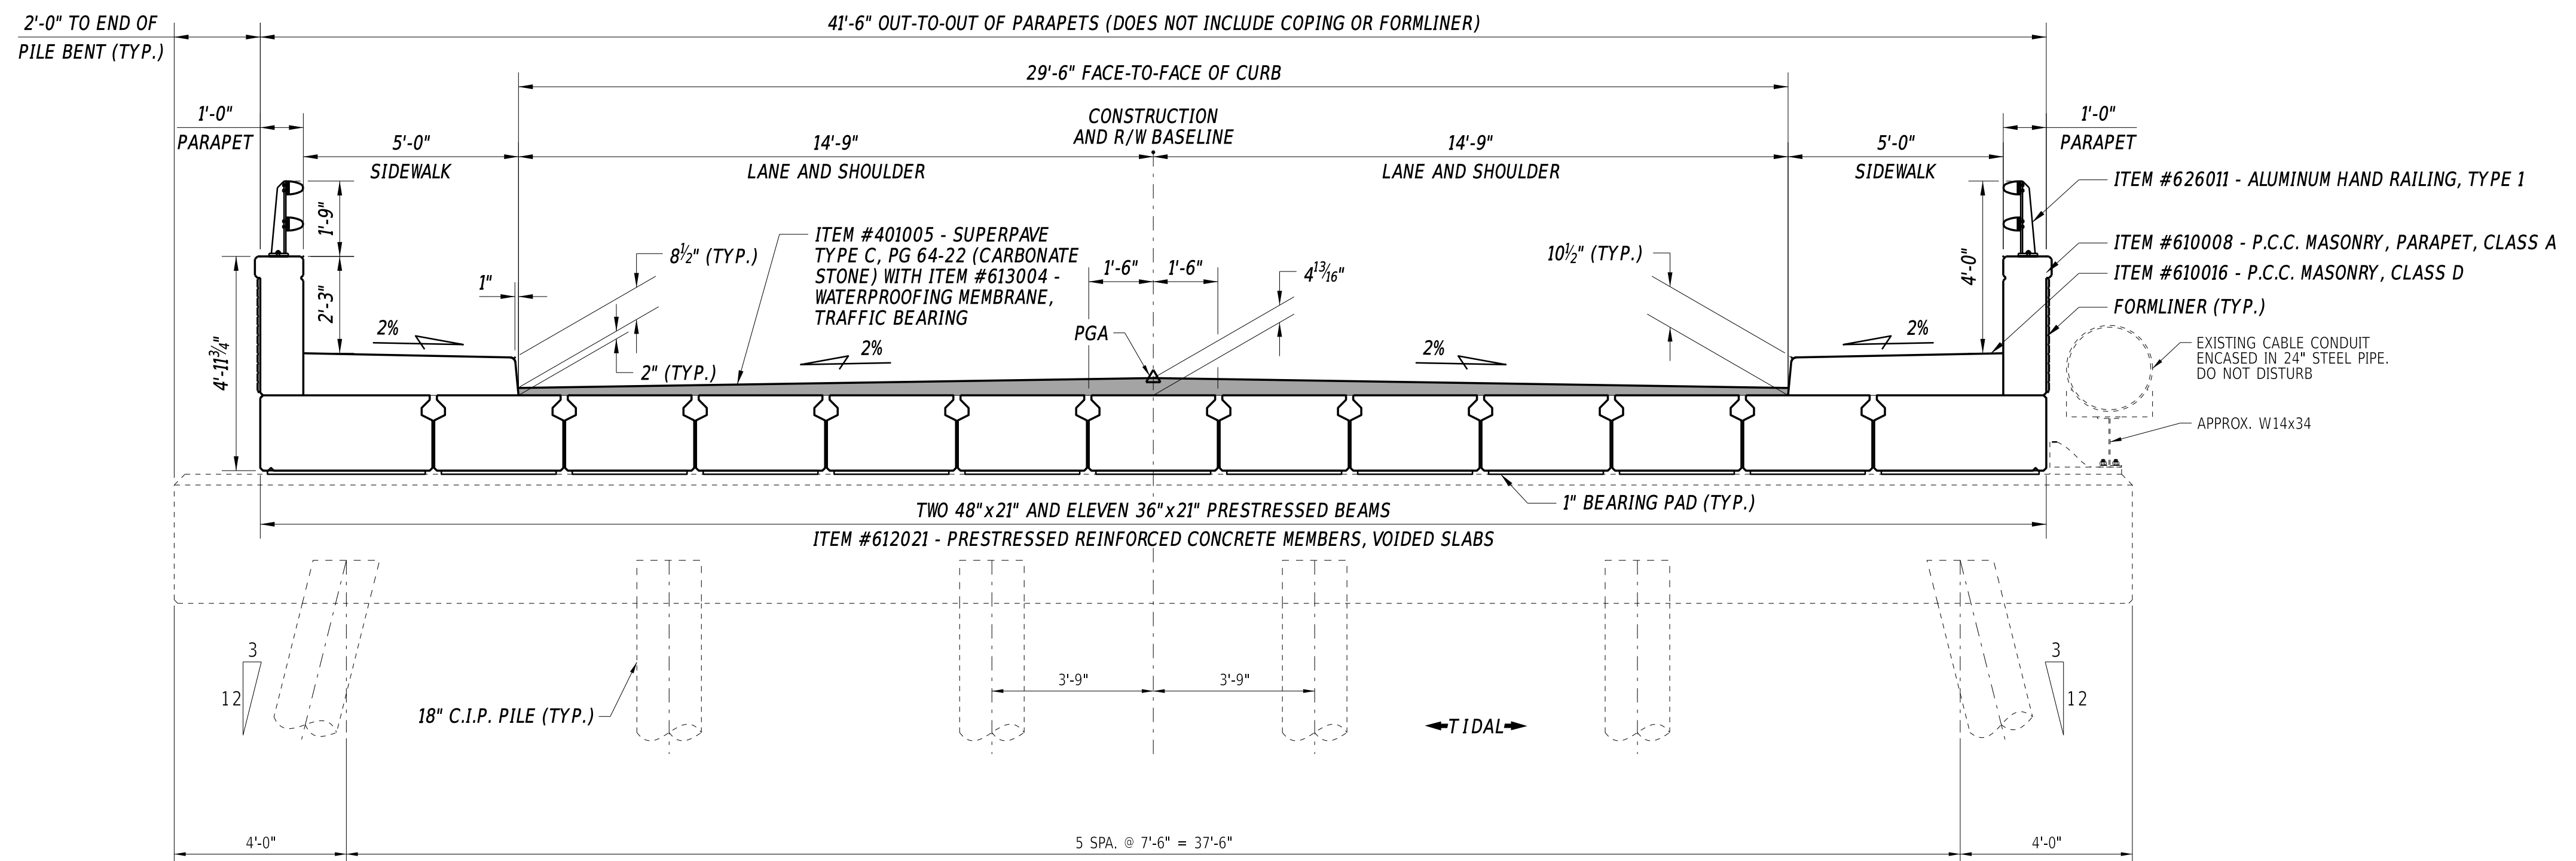 2'-0" TO END OF
PILE BENT (TYP.)
41'-6" OUT-TO-OUT OF PARAPETS (DOES NOT INCLUDE COPING OR FORMLINER)
29'-6" FACE-TO-FACE OF CURB
CONSTRUCTION
AND R/W BASELINE
1'-0"
PARAPET
5'-0"
SIDEWALK
14'-9"
LANE AND SHOULDER
14'-9"
LANE AND SHOULDER
5'-0"
SIDEWALK
1'-0"
PARAPET
ITEM #626011 - ALUMINUM HAND RAILING, TYPE 1
ITEM #610008 - P.C.C. MASONRY, PARAPET, CLASS A
ITEM #610016 - P.C.C. MASONRY, CLASS D
FORMLINER (TYP.)
EXISTING CABLE CONDUIT
ENCASED IN 24" STEEL PIPE.
DO NOT DISTURB
APPROX. W14x34
1'-9"
2'-3"
4'-11¾"
2%
1"
8½" (TYP.)
2" (TYP.)
ITEM #401005 - SUPERPAVE
TYPE C, PG 64-22 (CARBONATE
STONE) WITH ITEM #613004 -
WATERPROOFING MEMBRANE,
TRAFFIC BEARING
2%
1'-6"
1'-6"
PGA
4 13/16"
2%
10½" (TYP.)
2%
4'-0"
1" BEARING PAD (TYP.)
TWO 48"x21" AND ELEVEN 36"x21" PRESTRESSED BEAMS
ITEM #612021 - PRESTRESSED REINFORCED CONCRETE MEMBERS, VOIDED SLABS
3
12
18" C.I.P. PILE (TYP.)
3'-9"
3'-9"
TIDAL
3
12
4'-0"
5 SPA. @ 7'-6" = 37'-6"
4'-0"